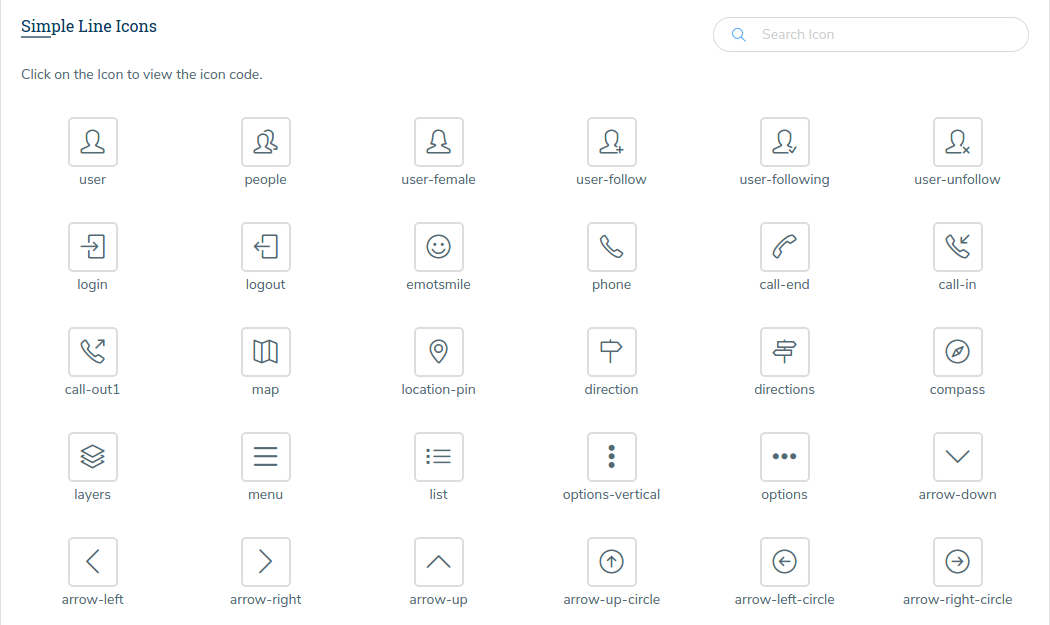 Simple Line Icons
Search Icon
Click on the Icon to view the icon code.
user people user-female user-follow user-following user-unfollow
login logout emotsmile phone call-end call-in
call-out1 map location-pin direction directions compass
layers menu list options-vertical options arrow-down
arrow-left arrow-right arrow-up arrow-up-circle arrow-left-circle arrow-right-circle